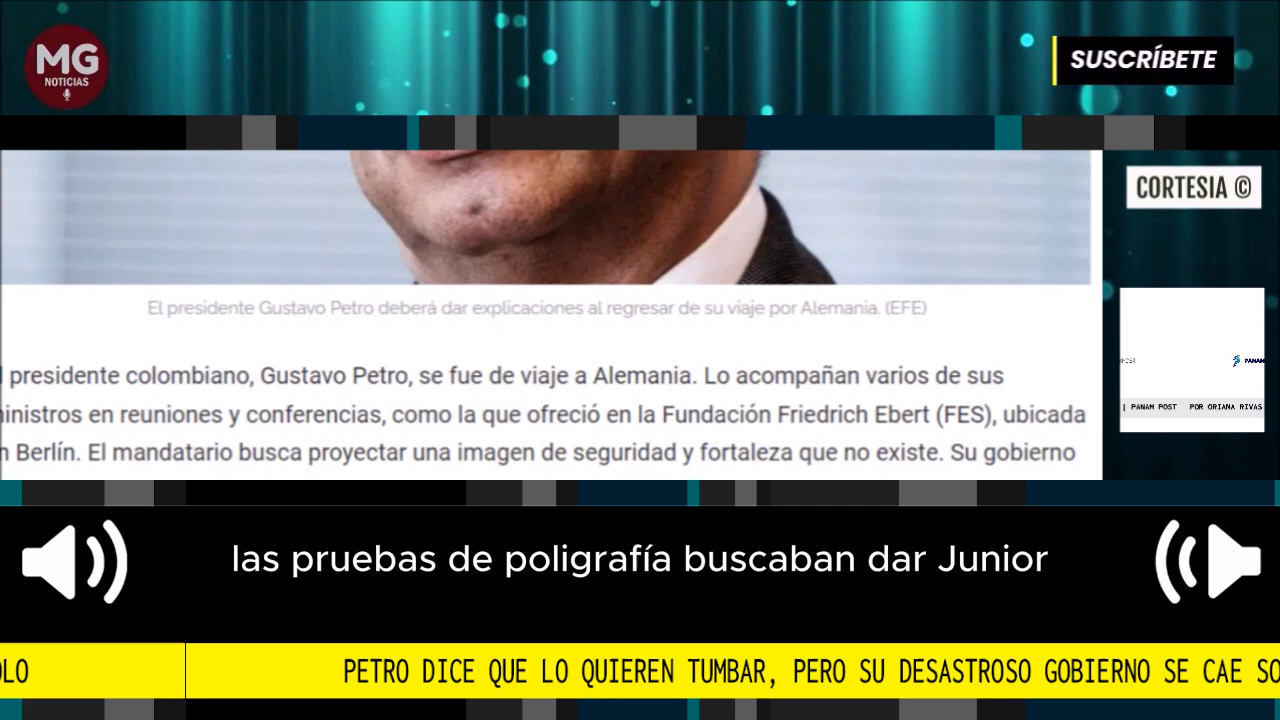 MG
NOTICIAS
SUSCRÍBETE
CORTESIA ©
El presidente Gustavo Petro deberá dar explicaciones al regresar de su viaje por Alemania. (EFE)
presidente colombiano, Gustavo Petro, se fue de viaje a Alemania. Lo acompañan varios de sus
ministros en reuniones y conferencias, como la que ofreció en la Fundación Friedrich Ebert (FES), ubicada
n Berlín. El mandatario busca proyectar una imagen de seguridad y fortaleza que no existe. Su gobierno
POST
PANAM
| PANAM POST POR ORIANA RIVAS
las pruebas de poligrafía buscaban dar Junior
OLO
PETRO DICE QUE LO QUIEREN TUMBAR, PERO SU DESASTROSO GOBIERNO SE CAE SO